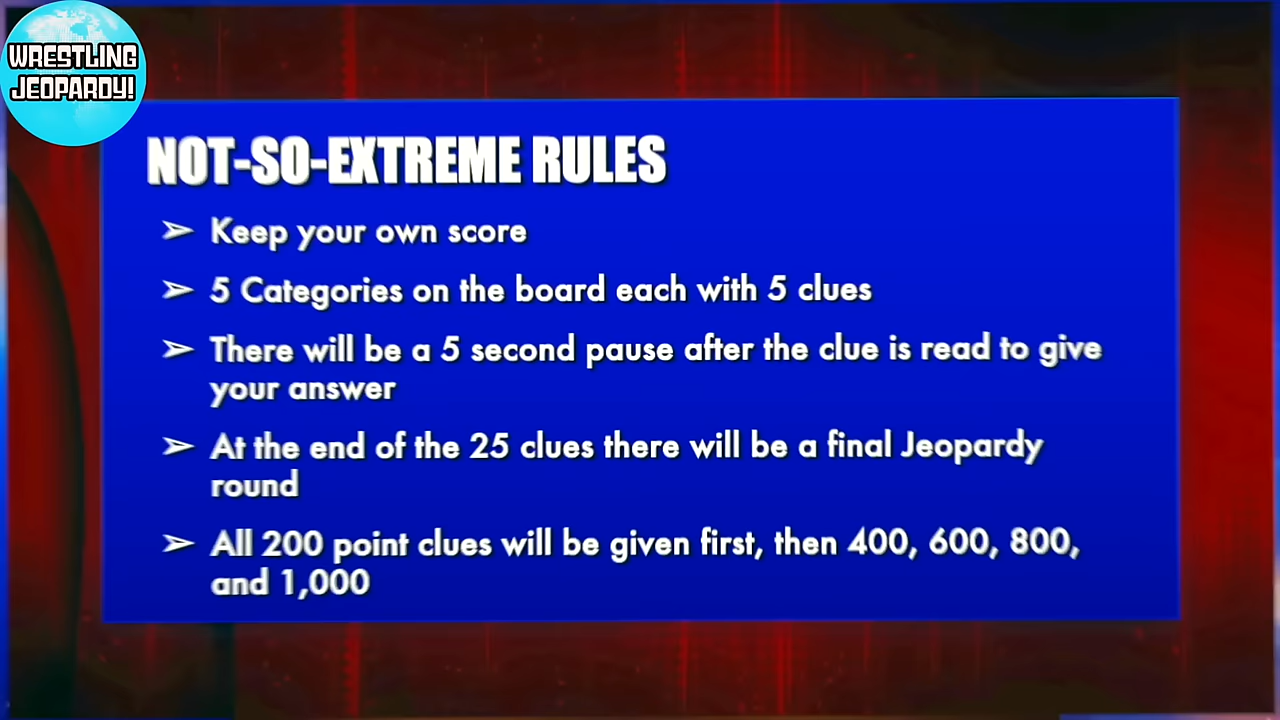 WRESTLING
JEOPARDY!
NOT-SO-EXTREME RULES
➢ Keep your own score
➢ 5 Categories on the board each with 5 clues
➢ There will be a 5 second pause after the clue is read to give
your answer
➢ At the end of the 25 clues there will be a final Jeopardy
round
➢ All 200 point clues will be given first, then 400, 600, 800,
and 1,000